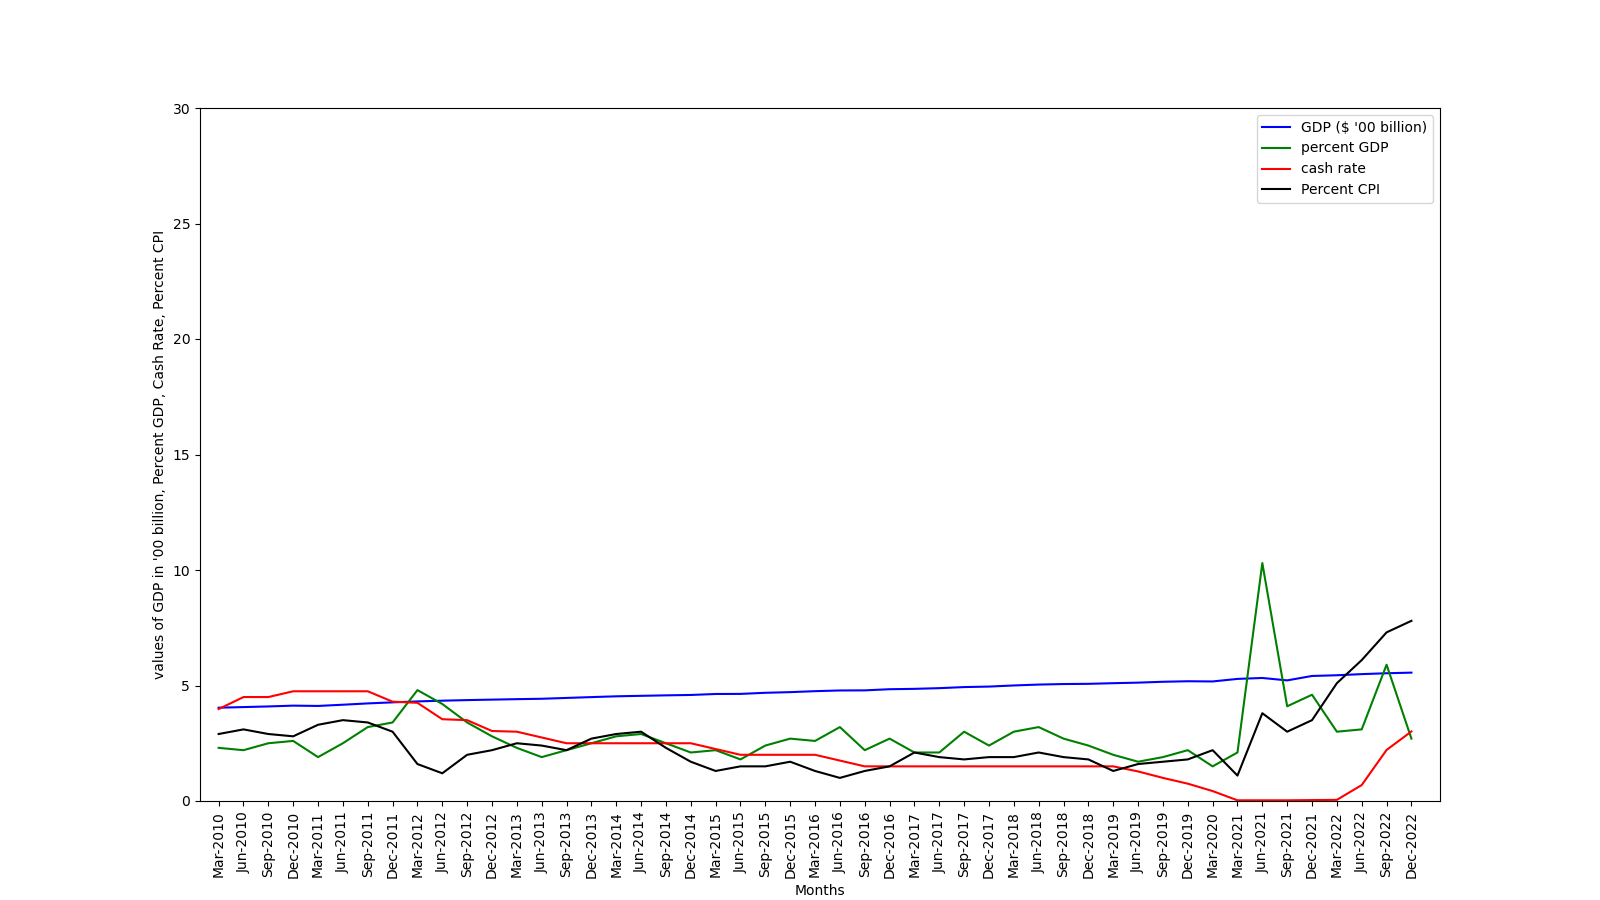 30
25
20
15
10
5
0
values of GDP in '00 billion, Percent GDP, Cash Rate, Percent CPI
GDP ($ '00 billion)
percent GDP
cash rate
Percent CPI
Mar-2010
Jun-2010
Sep-2010
Dec-2010
Mar-2011
Jun-2011
Sep-2011
Dec-2011
Mar-2012
Jun-2012
Sep-2012
Dec-2012
Mar-2013
Jun-2013
Sep-2013
Dec-2013
Mar-2014
Jun-2014
Sep-2014
Dec-2014
Mar-2015
Jun-2015
Sep-2015
Dec-2015
Mar-2016
Jun-2016
Sep-2016
Dec-2016
Mar-2017
Jun-2017
Sep-2017
Dec-2017
Mar-2018
Jun-2018
Sep-2018
Dec-2018
Mar-2019
Jun-2019
Sep-2019
Dec-2019
Mar-2020
Mar-2021
Jun-2021
Sep-2021
Dec-2021
Mar-2022
Jun-2022
Sep-2022
Dec-2022
Months